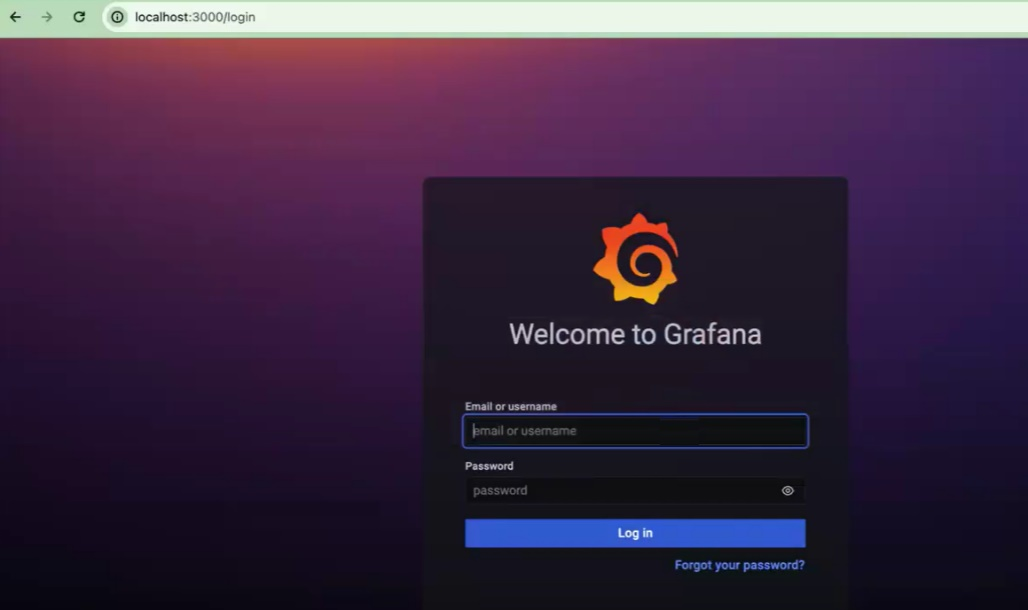 localhost:3000/login
Welcome to Grafana
Email or username
email or username
Password
password
Log in
Forgot your password?